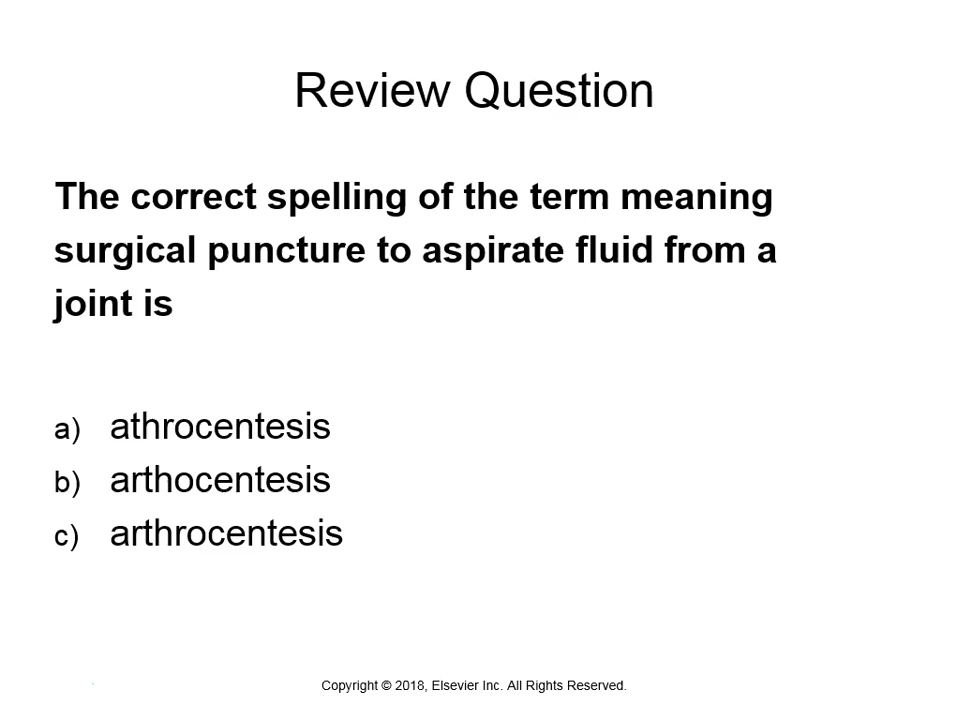 Review Question
The correct spelling of the term meaning
surgical puncture to aspirate fluid from a
joint is
a) athrocentesis
b) arthocentesis
c) arthrocentesis
Copyright © 2018, Elsevier Inc. All Rights Reserved.